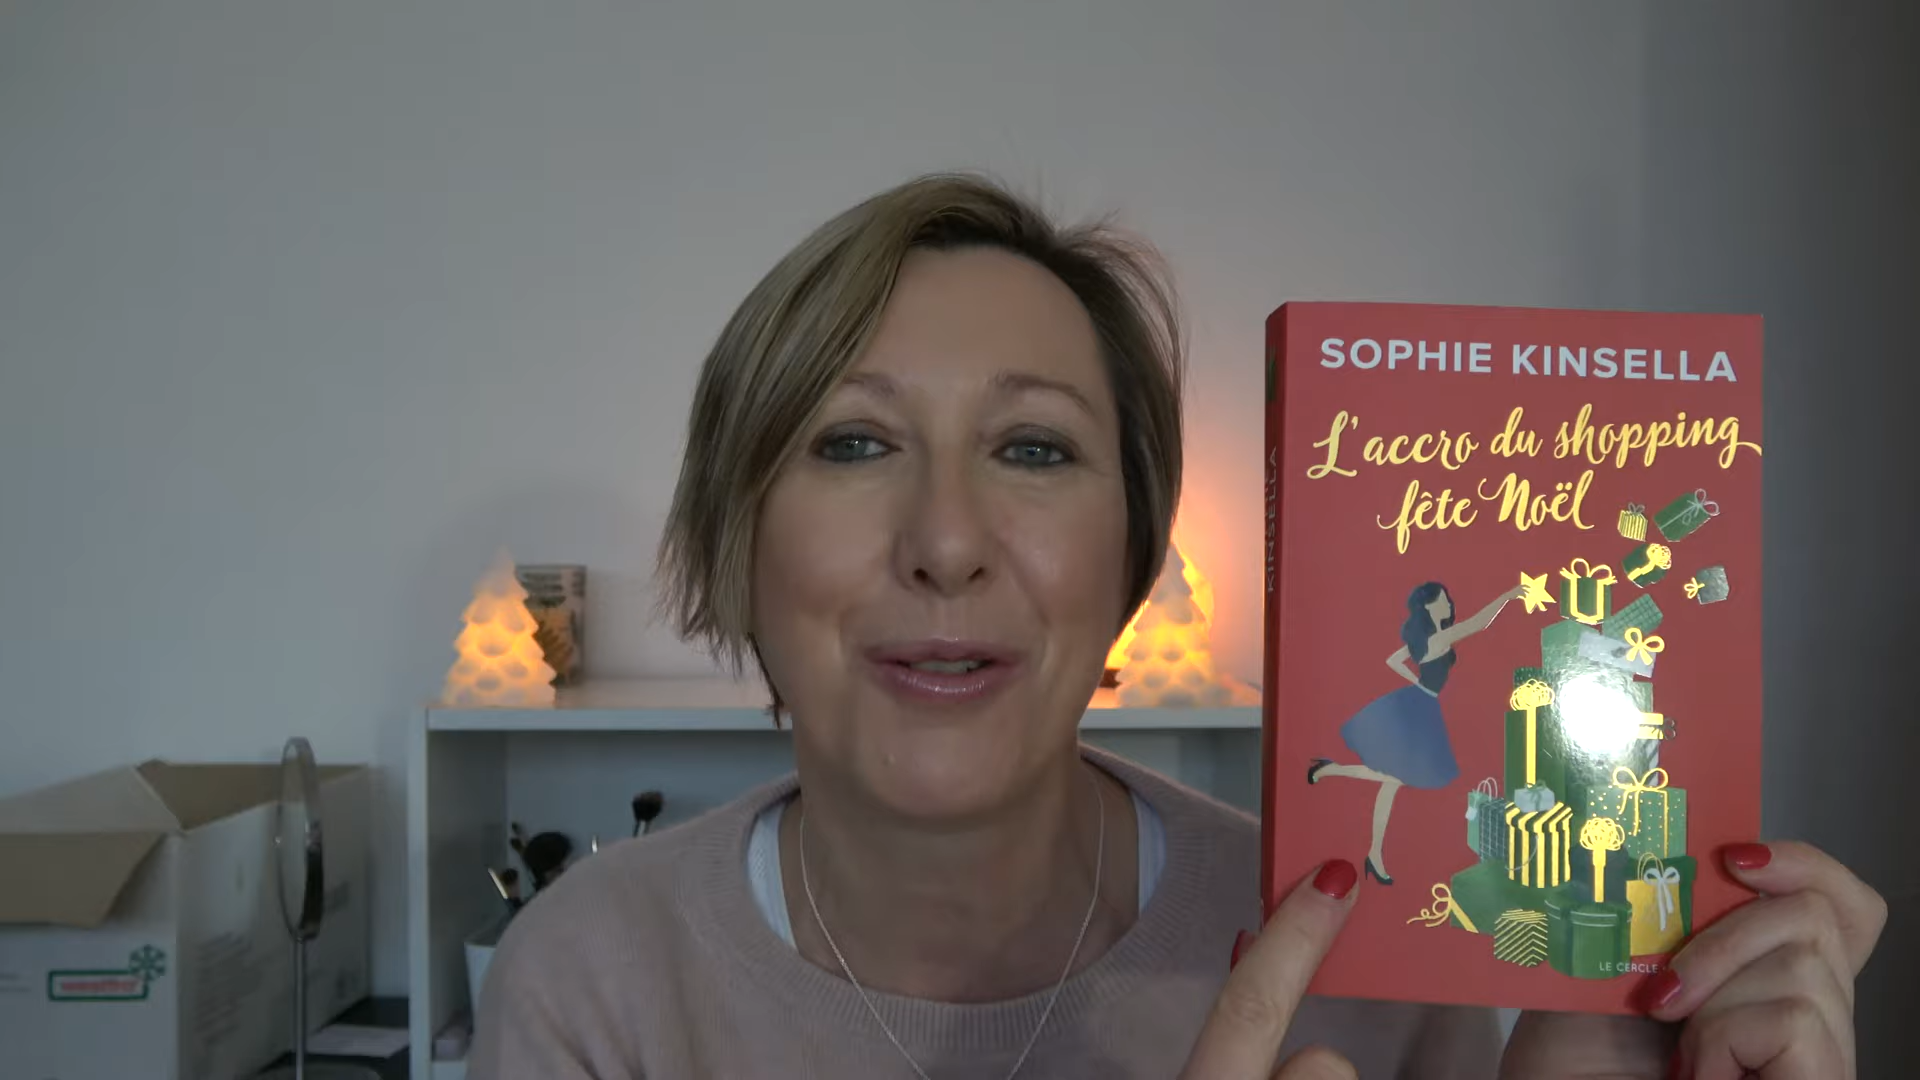 SOPHIE KINSELLA
L'accro du shopping
fête Noël
LE CERCLE
KINSELLA